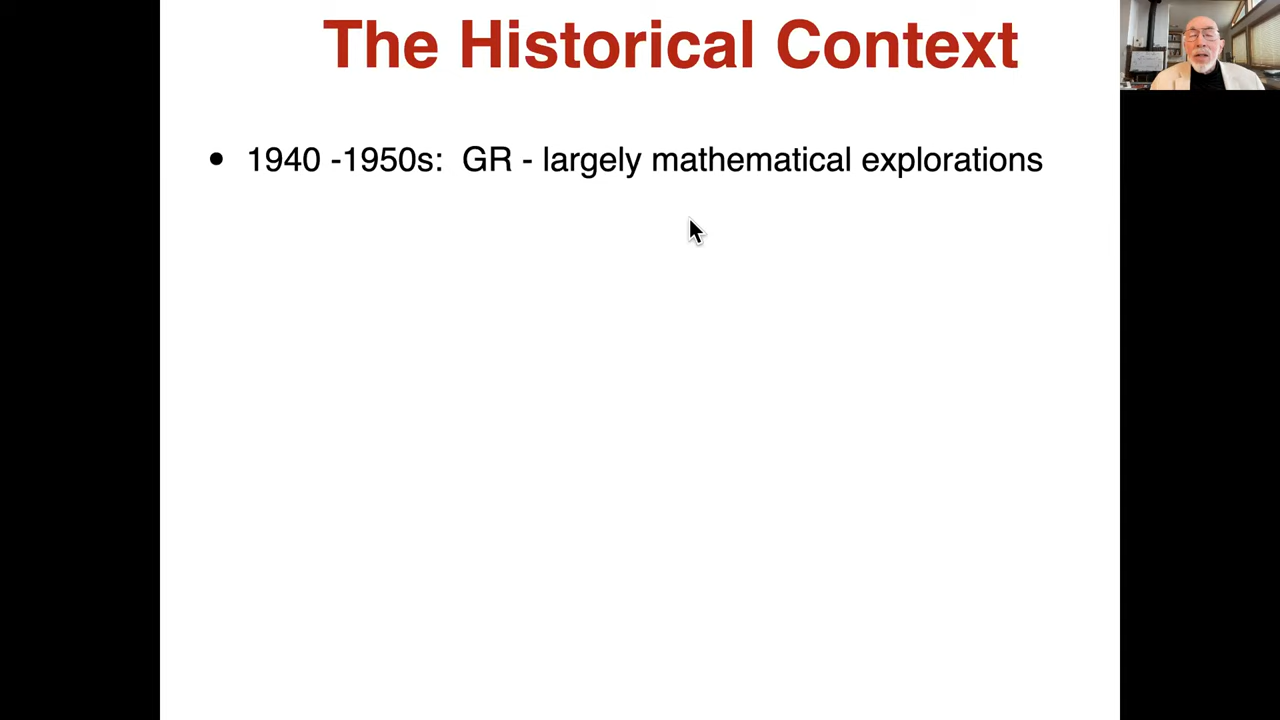 The Historical Context
• 1940 -1950s: GR - largely mathematical explorations